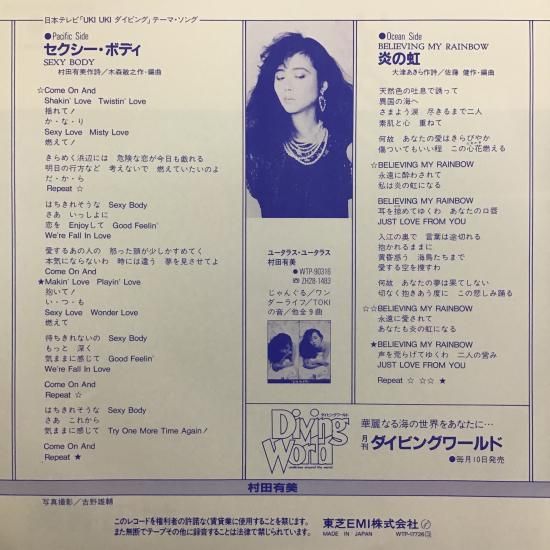 日本テレビ「UKI UKI ダイビング」テーマ・ソング
●Pacific Side
セクシー・ボディ
SEXY BODY
村田有美作詩／木森敏之作・編曲
☆Come On And
Shakin' Love Twistin' Love
揺れて！
か・な・り
Sexy Love Misty Love
燃えて！
きらめく浜辺には 危険な恋が今日も戯れる
明日の行方など 考えないで 燃えていたいのよ
だ・か・ら
Repeat ☆
はちきれそうな Sexy Body
さあ いっしょに
恋を Enjoy Good Feelin'
We're Fall In Love
愛するあの人の 怒った顔が少しかすめてく
本気にならないわ 時には違う 夢を見させてよ
Come On And
★Makin' Love Playin' Love
抱いて！
い・つ・も
Sexy Love Wonder Love
燃えて
待ちきれないの Sexy Body
もっと 深く
気ままに感じて Good Feelin'
We're Fall In Love
Come On And
Repeat ☆
はちきれそうな Sexy Body
さあ これから
気ままに感じて Try One More Time Again！
Come On And
Repeat ★
ユータラス・ユータラス
村田有美
●WTP-90316
ZH28-1483
じゃんぐる／ワン
ダーライフ／TOKI
の音／他全9曲
●Ocean Side
BELIEVING MY RAINBOW
炎の虹
大津あきら作詩／佐藤 健作・編曲
天然色の吐息で誘って
異国の海へ
さまよう涙 尽きるまで二人
素肌と心 重ねて
何故 あなたの愛はきらびやか
傷ついてもいい程 この心花燃える
☆BELIEVING MY RAINBOW
永遠に酔わされて
私は炎の虹になる
BELIEVING MY RAINBOW
耳を掠めてゆくわ あなたの口唇
JUST LOVE FROM YOU
入江の裏で 言葉は途切れる
抱かれるままに
黄昏惑う 海鳥たちまで
愛する空を捜すわ
何故 あなたの夢は果てしない
切なく抱きあう度に この悲しみ踊る
☆☆BELIEVING MY RAINBOW
永遠に愛されて
あなたも炎の虹になる
★BELIEVING MY RAINBOW
声を荒らげてゆくわ 二人の営み
JUST LOVE FROM YOU
Repeat ☆ ☆☆ ★
ダイビングワールド
Diving World
華麗なる海の世界をあなたに…
月刊 ダイビングワールド
●毎月10日発売
村田有美
写真撮影／吉野雄輔
このレコードを権利者の許諾なく賃貸業に使用することを禁じます。
また無断でテープその他に録音することは法律で禁じられています。
東芝EMI株式会社
MADE IN JAPAN WTP-17726